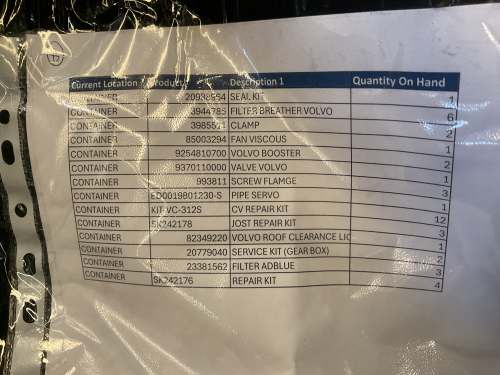 17
Current Location Product Description 1 Quantity On Hand
CONTAINER SEAL KIT 1
CONTAINER 3944785 FILTER BREATHER VOLVO 6
CONTAINER CLAMP 2
CONTAINER 85003294 FAN VISCOUS 1
CONTAINER 9254810700 VOLVO BOOSTER 2
CONTAINER 9370110000 VALVE VOLVO 1
CONTAINER 993811 SCREW FLAMGE 3
CONTAINER ED0019801230-S PIPE SERVO 1
CONTAINER KIT-VC-312S CV REPAIR KIT 12
CONTAINER SK242178 JOST REPAIR KIT 3
CONTAINER 82349220 VOLVO ROOF CLEARANCE LIG 1
CONTAINER 20779040 SERVICE KIT (GEAR BOX) 2
CONTAINER 23381562 FILTER ADBLUE 3
CONTAINER SK242176 REPAIR KIT 4